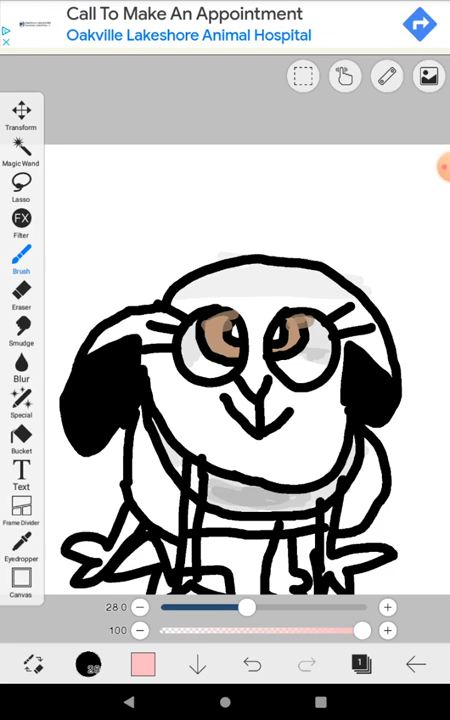 Call To Make An Appointment
Oakville Lakeshore Animal Hospital
Transform
Magic Wand
Lasso
FX
Filter
Brush
Eraser
Smudge
Blur
Special
Bucket
T
Text
Frame Divider
Eyedropper
Canvas
28.0
100
1